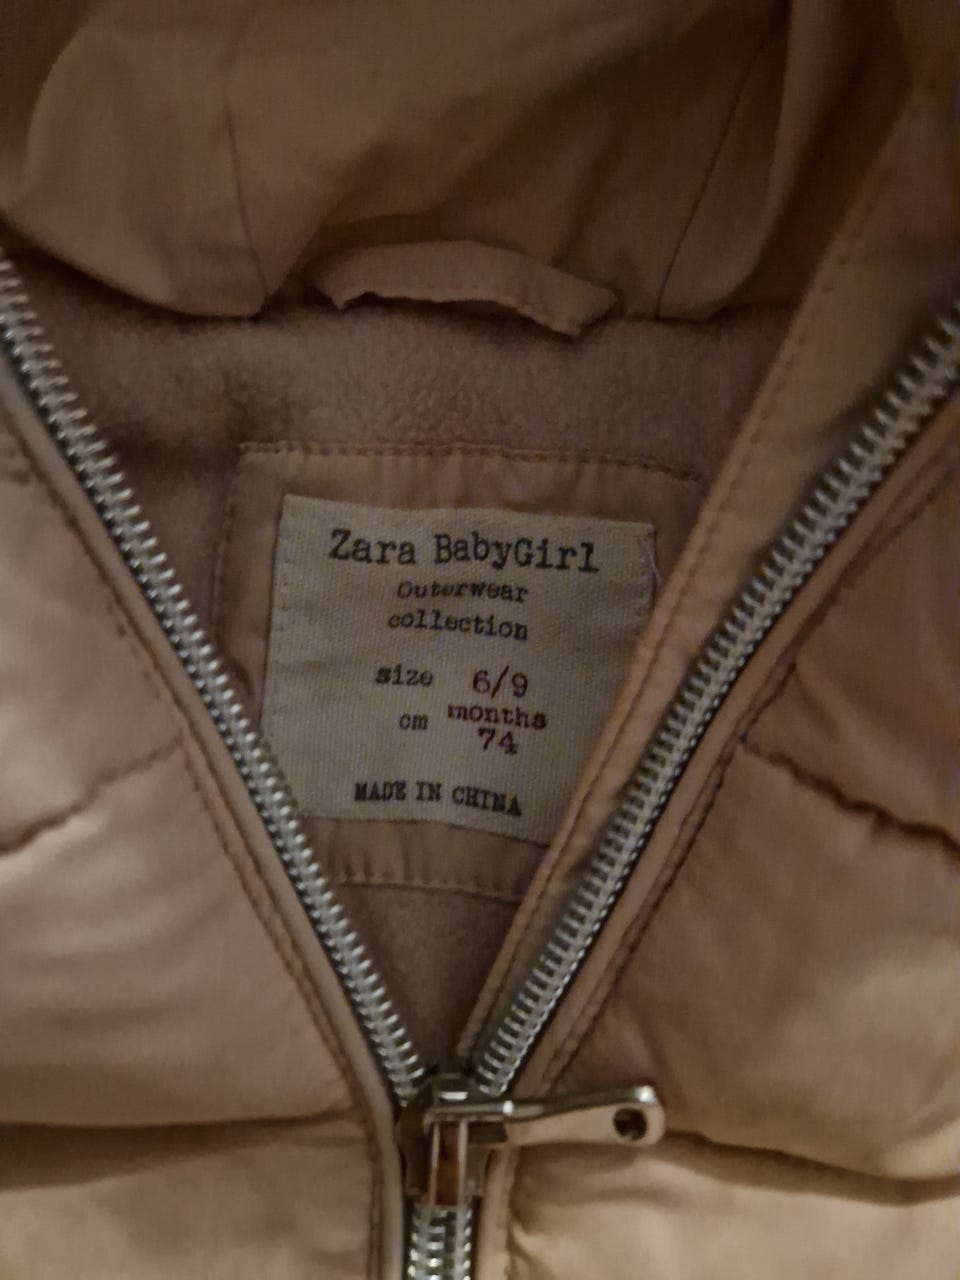 Zara BabyGirl
Outerwear
collection
size 6/9
months
cm 74
MADE IN CHINA